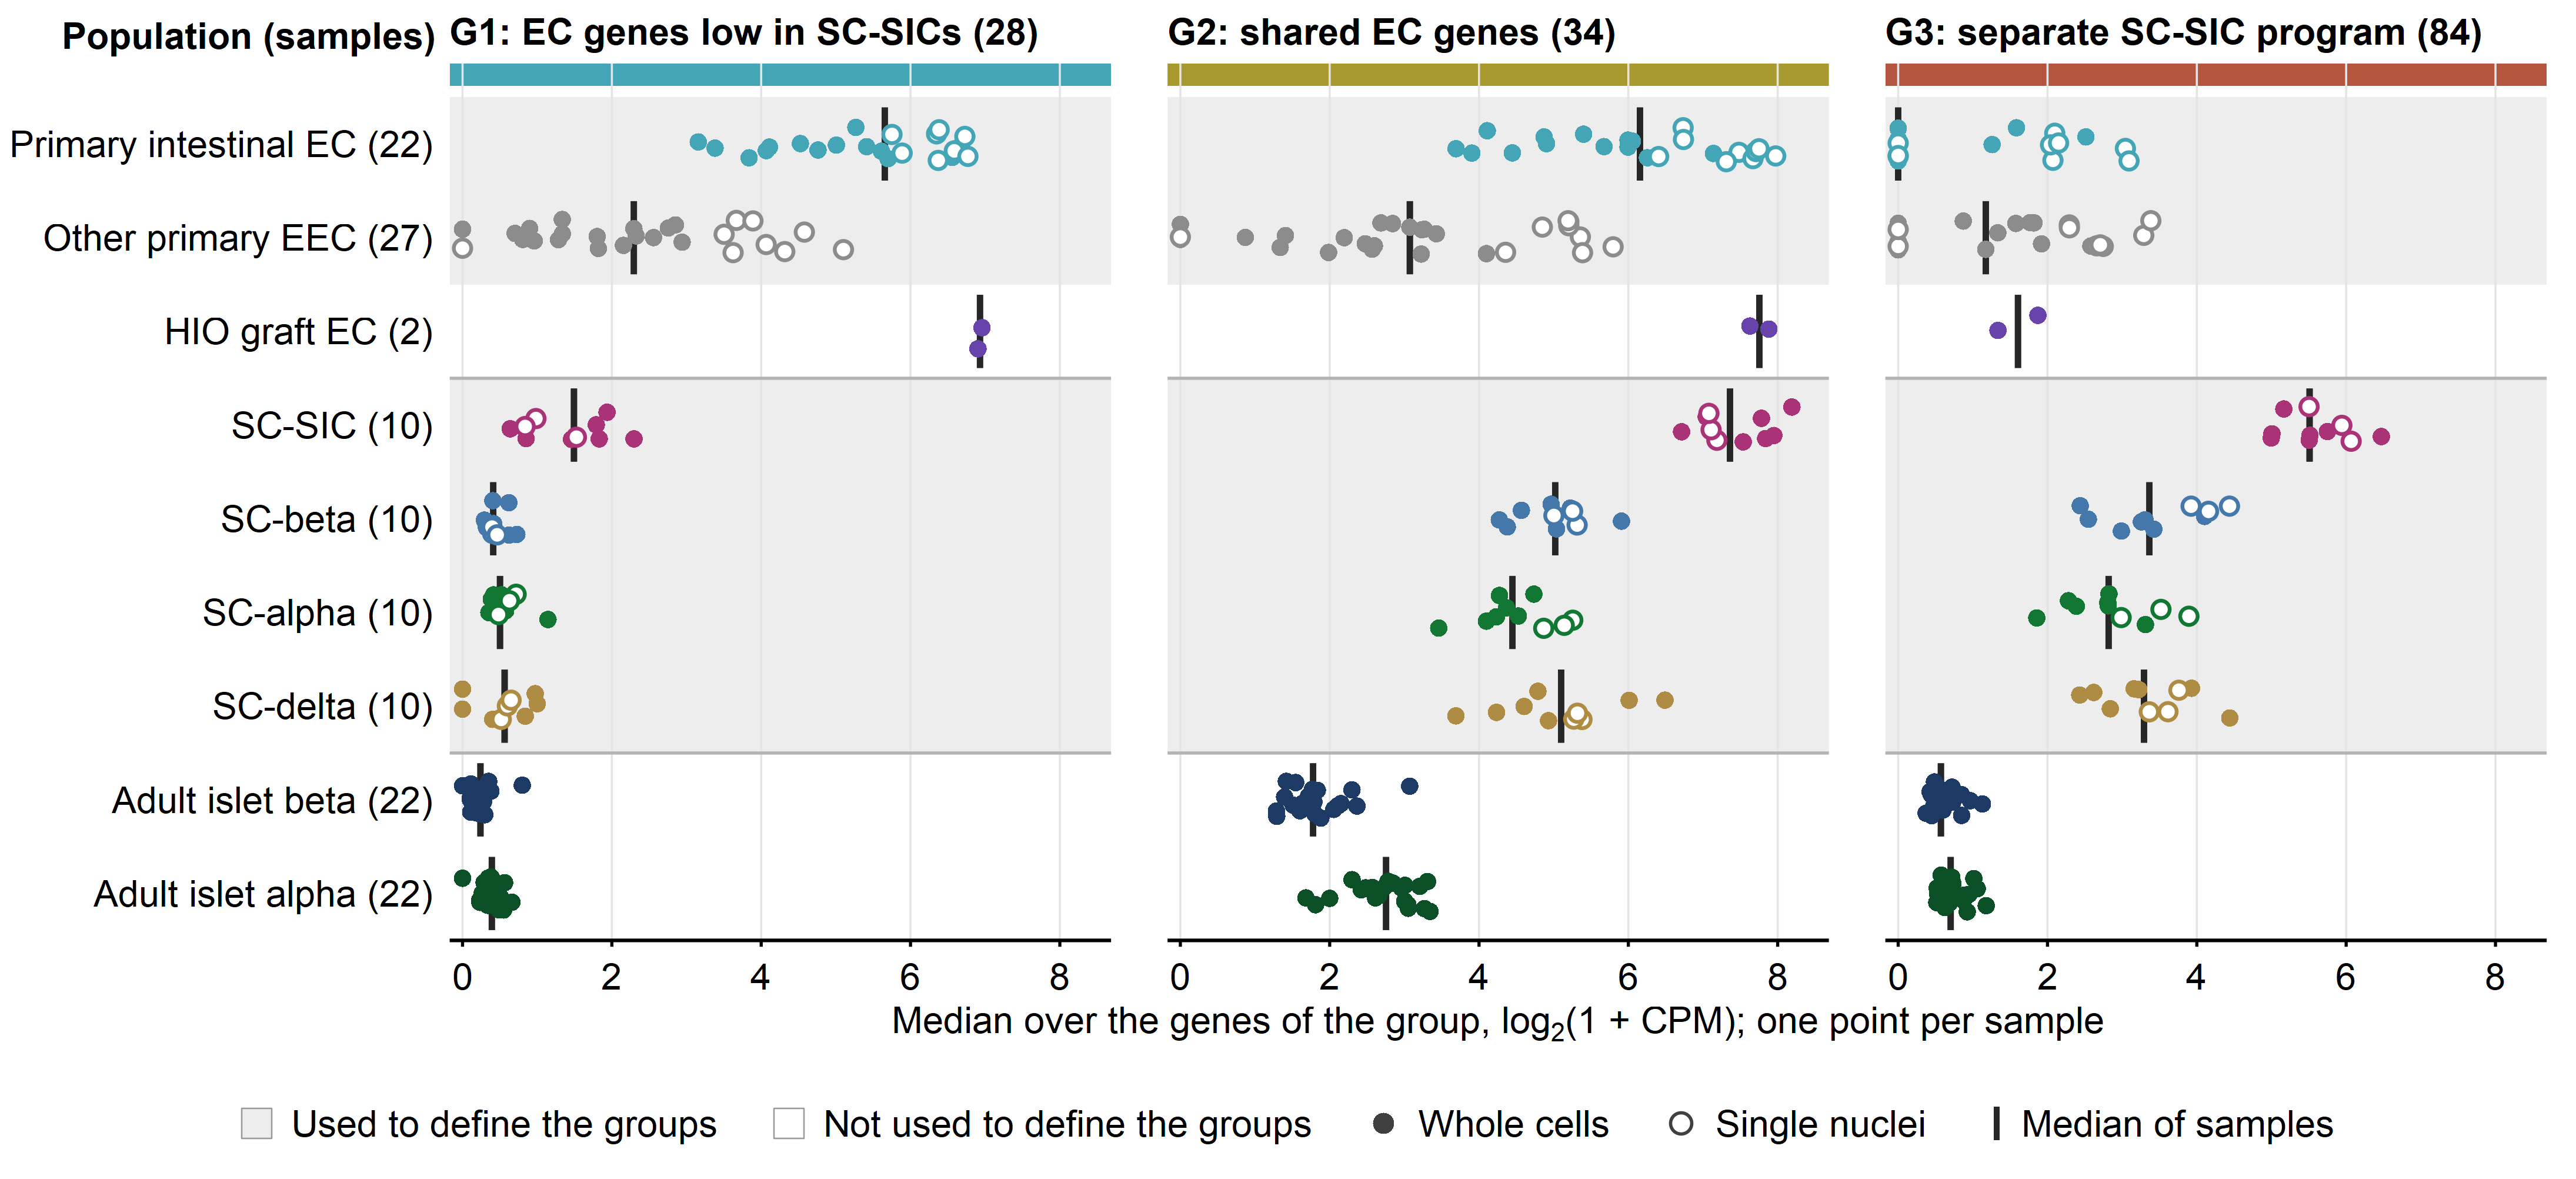 Population (samples)
G1: EC genes low in SC-SICs (28)
G2: shared EC genes (34)
G3: separate SC-SIC program (84)
Primary intestinal EC (22)
Other primary EEC (27)
HIO graft EC (2)
SC-SIC (10)
SC-beta (10)
SC-alpha (10)
SC-delta (10)
Adult islet beta (22)
Adult islet alpha (22)
0 2 4 6 8
0 2 4 6 8
0 2 4 6 8
Median over the genes of the group, log₂(1 + CPM); one point per sample
Used to define the groups
Not used to define the groups
Whole cells
Single nuclei
Median of samples